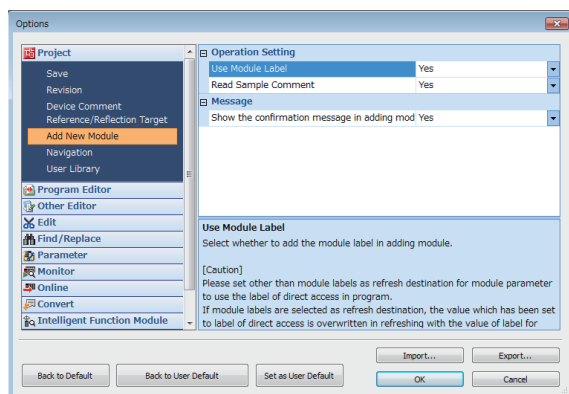 Options
Project
Save
Revision
Device Comment
Reference/Reflection Target
Add New Module
Navigation
User Library
Program Editor
Other Editor
Edit
Find/Replace
Parameter
Monitor
Online
Convert
Intelligent Function Module
Operation Setting
Use Module Label Yes
Read Sample Comment Yes
Message
Show the confirmation message in adding mod Yes
Use Module Label
Select whether to add the module label in adding module.
[Caution]
Please set other than module labels as refresh destination for module parameter
to use the label of direct access in program.
If module labels are selected as refresh destination, the value which has been set
to label of direct access is overwritten in refreshing with the value of label for
Import... Export...
Back to Default Back to User Default Set as User Default OK Cancel